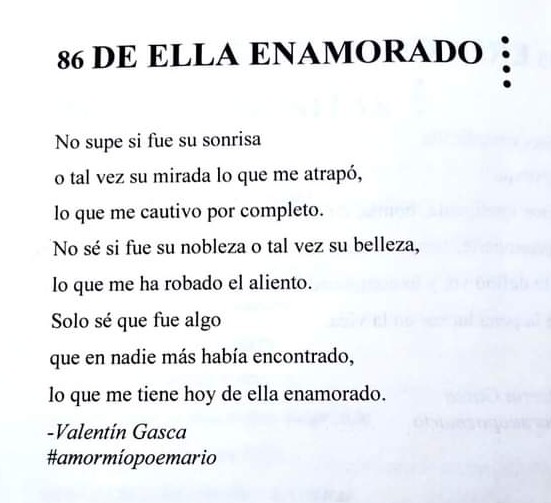 86 DE ELLA ENAMORADO
No supe si fue su sonrisa
o tal vez su mirada lo que me atrapó,
lo que me cautivo por completo.
No sé si fue su nobleza o tal vez su belleza,
lo que me ha robado el aliento.
Solo sé que fue algo
que en nadie más había encontrado,
lo que me tiene hoy de ella enamorado.
-Valentín Gasca
#amormíopoemario